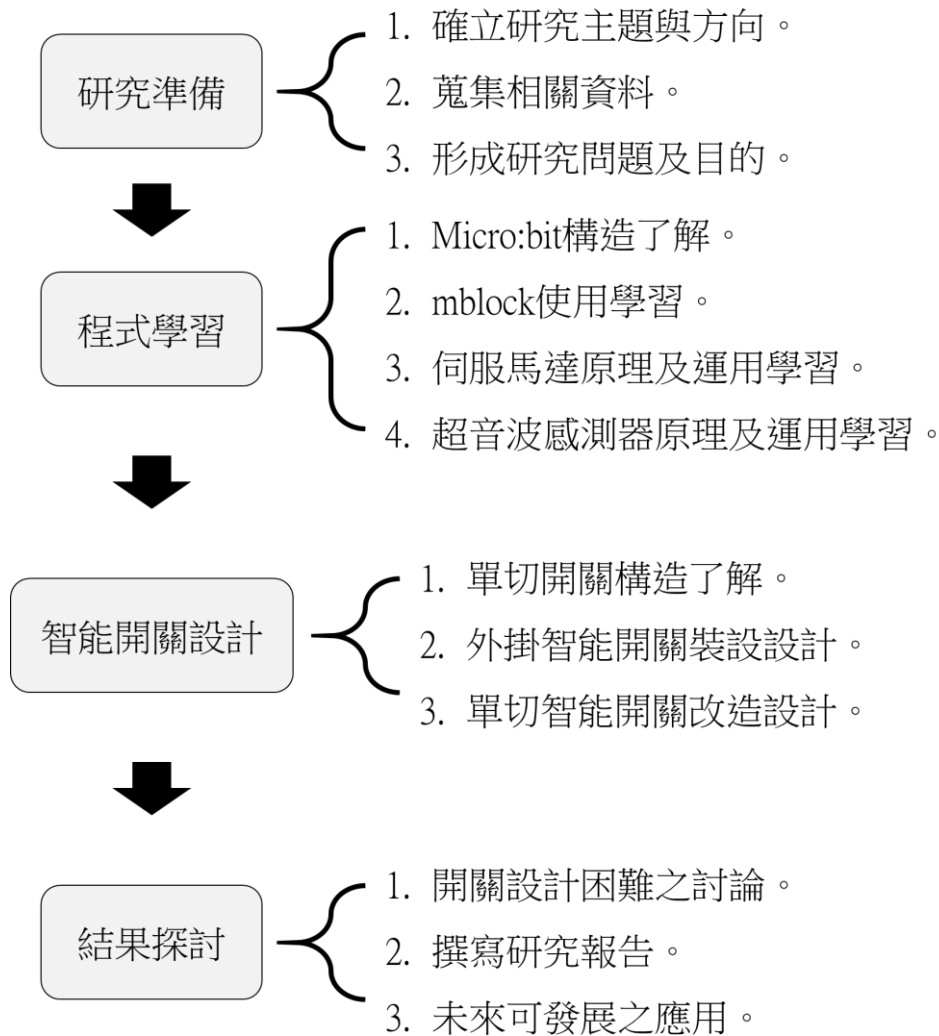 研究準備
1. 確立研究主題與方向。
2. 蒐集相關資料。
3. 形成研究問題及目的。
程式學習
1. Micro:bit構造了解。
2. mblock使用學習。
3. 伺服馬達原理及運用學習。
4. 超音波感測器原理及運用學習。
智能開關設計
1. 單切開關構造了解。
2. 外掛智能開關裝設設計。
3. 單切智能開關改造設計。
結果探討
1. 開關設計困難之討論。
2. 撰寫研究報告。
3. 未來可發展之應用。